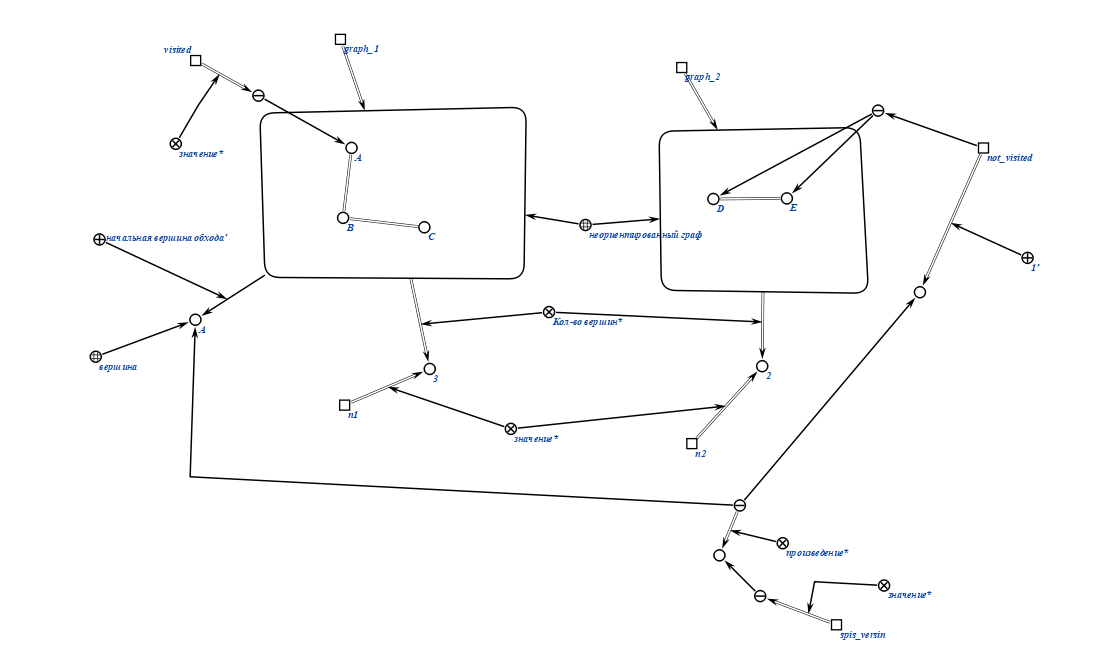 visited
graph_1
graph_2
значение*
A
not_visited
D
E
B
C
неориентированный граф
начальная вершина обхода'
1'
A
Кол-во вершин*
вершина
3
2
n1
значение*
n2
произведение*
значение*
spis_versin